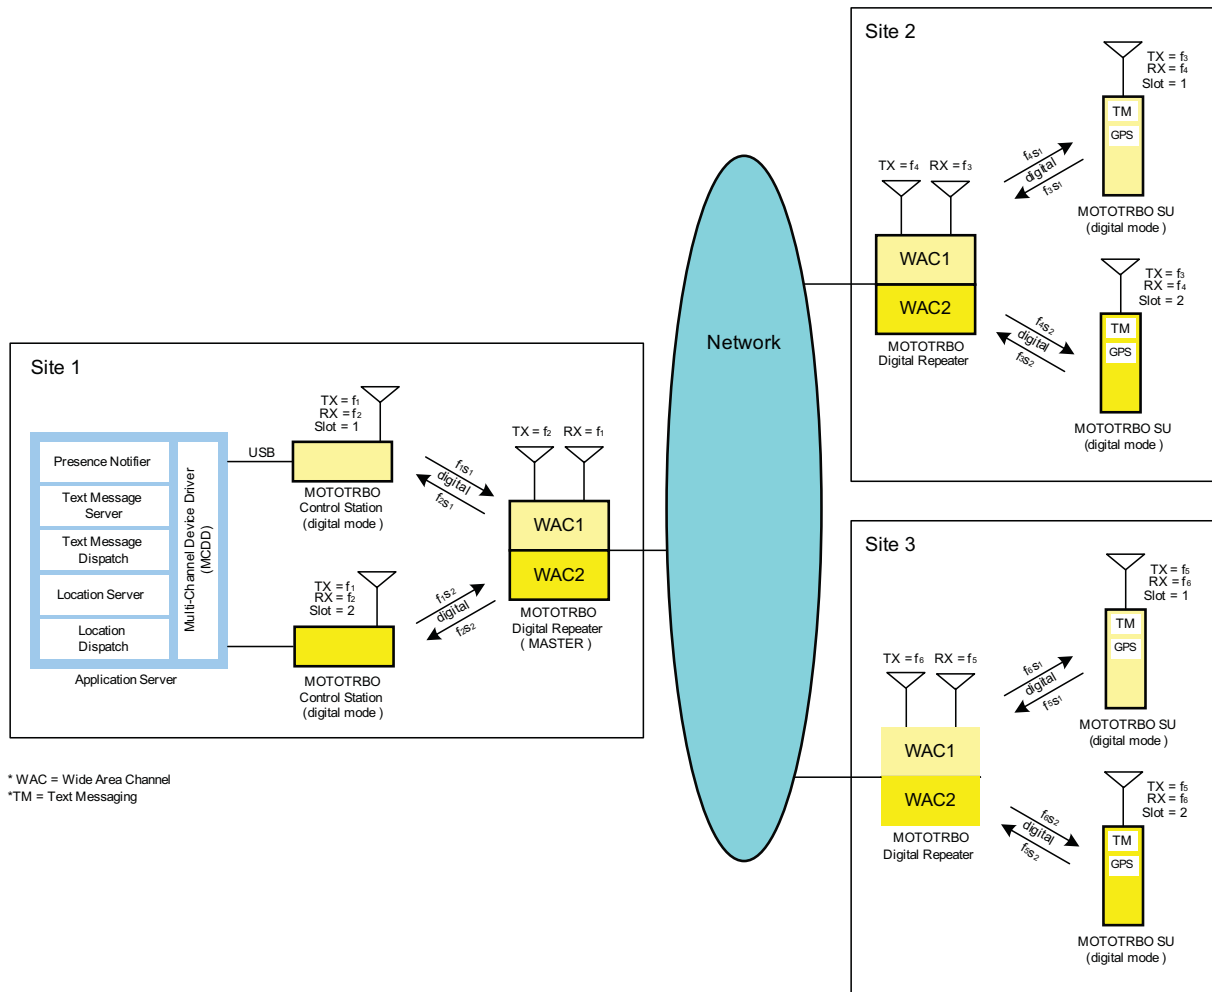 Site 1
Presence Notifier
Text Message
Server
Text Message
Dispatch
Location Server
Location
Dispatch
Multi-Channel Device Driver
(MCDD)
Application Server
USB
TX = f₁
RX = f₂
Slot = 1
MOTOTRBO
Control Station
(digital mode )
TX = f₁
RX = f₂
Slot = 2
MOTOTRBO
Control Station
(digital mode )
f₁s₁
digital
f₂s₁
f₁s₂
digital
f₂s₂
TX = f₂ RX = f₁
WAC1
WAC2
MOTOTRBO
Digital Repeater
( MASTER )
* WAC = Wide Area Channel
*TM = Text Messaging
Network
Site 2
TX = f₄ RX = f₃
WAC1
WAC2
MOTOTRBO
Digital Repeater
f₄s₁
digital
f₃s₁
f₄s₂
digital
f₃s₂
TX = f₃
RX = f₄
Slot = 1
TM
GPS
MOTOTRBO SU
(digital mode )
TX = f₃
RX = f₄
Slot = 2
TM
GPS
MOTOTRBO SU
(digital mode )
Site 3
TX = f₆ RX = f₅
WAC1
WAC2
MOTOTRBO
Digital Repeater
f₆s₁
digital
f₅s₁
f₆s₂
digital
f₅s₂
TX = f₅
RX = f₆
Slot = 1
TM
GPS
MOTOTRBO SU
(digital mode )
TX = f₅
RX = f₆
Slot = 2
TM
GPS
MOTOTRBO SU
(digital mode )